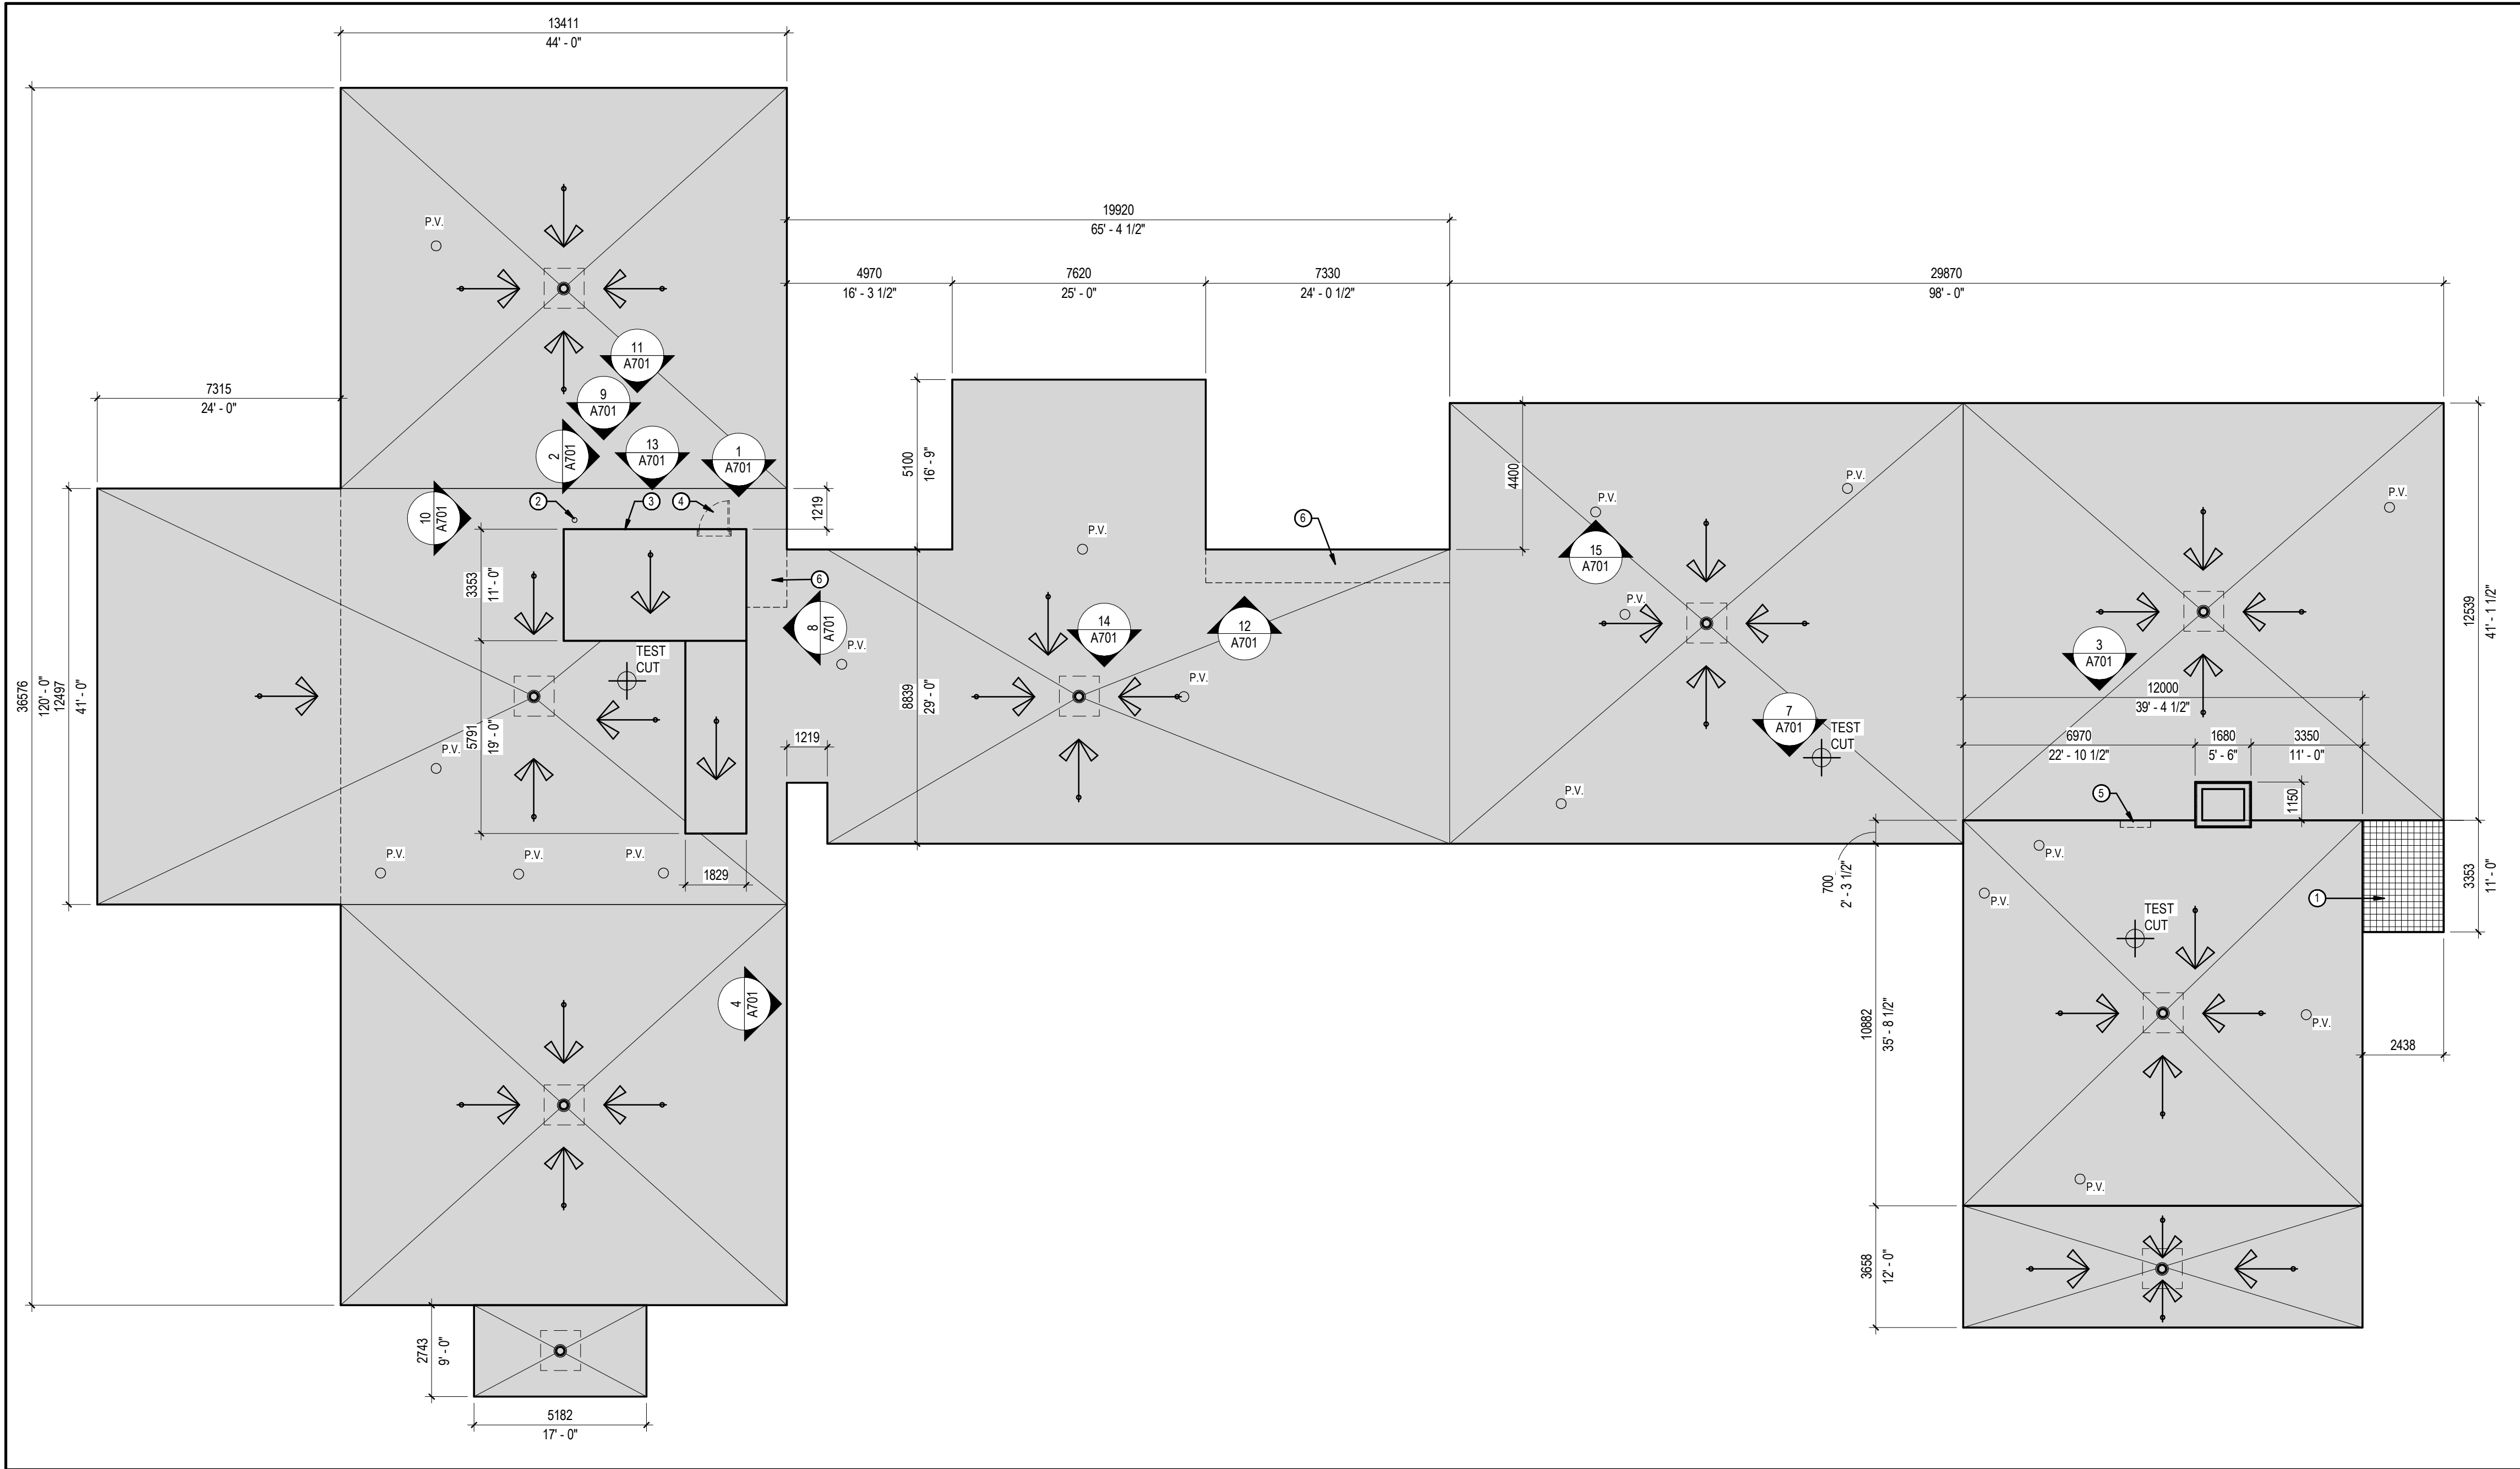 13411
44' - 0"
P.V.
19920
65' - 4 1/2"
4970
16' - 3 1/2"
7620
25' - 0"
7330
24' - 0 1/2"
29870
98' - 0"
11
A701
7315
24' - 0"
9
A701
2
A701
13
A701
1
A701
5100
16' - 9"
4400
10
A701
2
3
4
1219
P.V.
6
P.V.
P.V.
P.V.
15
A701
3353
11' - 0"
6
8
A701
P.V.
14
A701
12
A701
P.V.
12539
41' - 1 1/2"
TEST
CUT
3
A701
36576
120' - 0"
12497
41' - 0"
P.V.
8839
29' - 0"
12000
39' - 4 1/2"
7
A701
TEST
CUT
5791
19' - 0"
P.V.
1219
6970
22' - 10 1/2"
1680
5' - 6"
3350
11' - 0"
P.V.
5
1150
P.V.
P.V.
P.V.
1829
P.V.
700
2' - 3 1/2"
P.V.
3353
11' - 0"
1
TEST
CUT
4
A701
10882
35' - 8 1/2"
P.V.
2438
P.V.
3658
12' - 0"
2743
9' - 0"
5182
17' - 0"